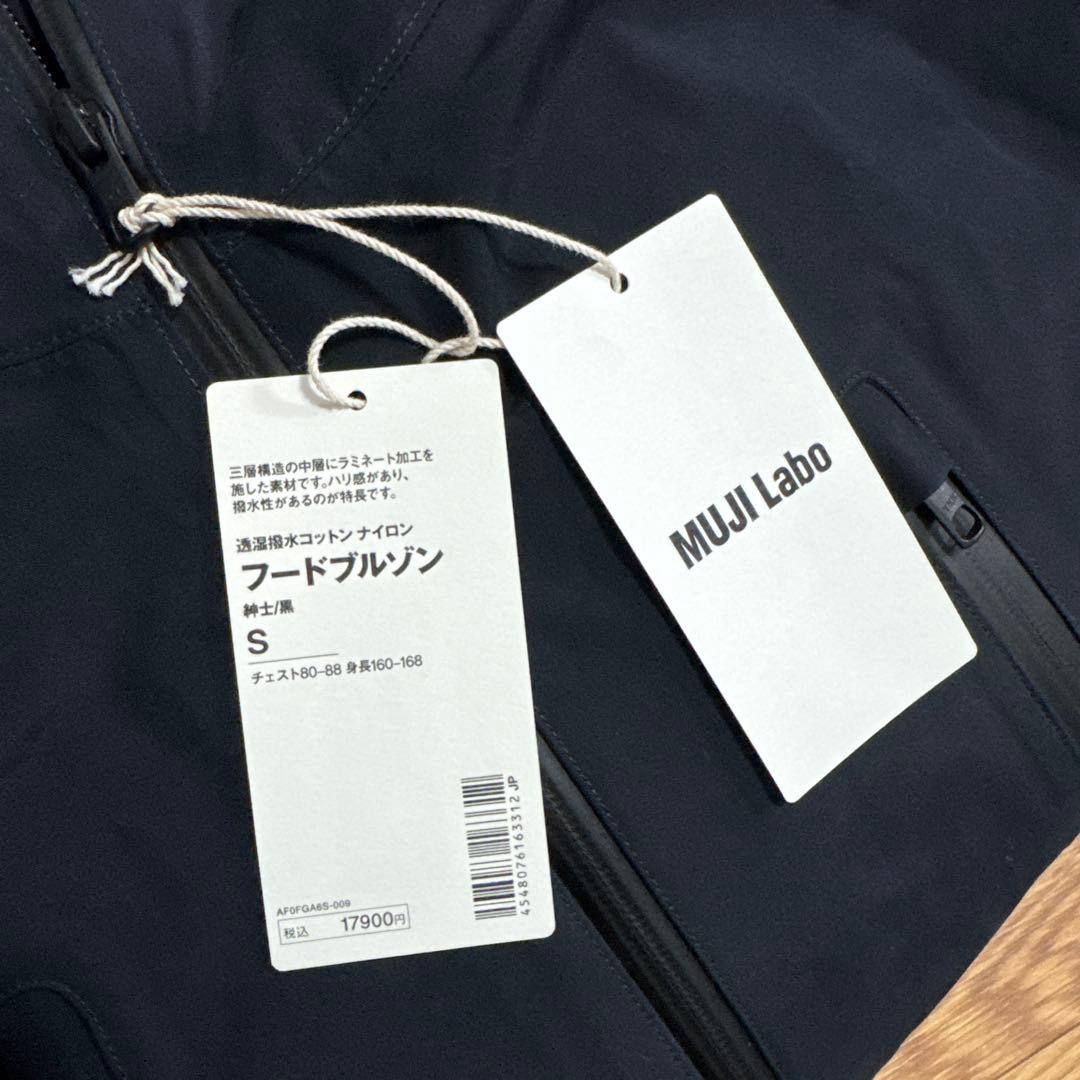 三層構造の中層にラミネート加工を
施した素材です。ハリ感があり、
撥水性があるのが特長です。
透湿撥水コットン ナイロン
フードブルゾン
紳士/黒
S
チェスト80–88 身長160–168
4548076163312 JP
AF0FGA6S-009
税込 17900円
MUJI Labo